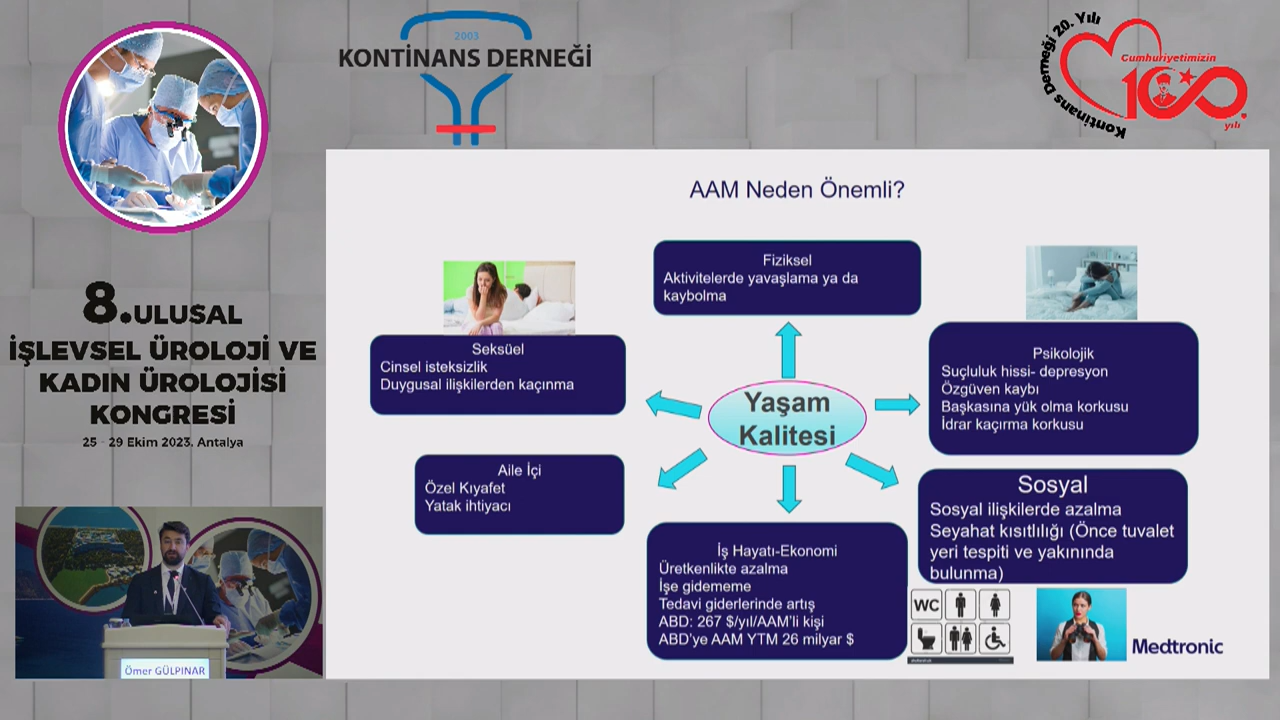 2003
KONTİNANS DERNEĞİ
Kontinans Derneği 20. Yılı
Cumhuriyetimizin
100.
yılı
8.ULUSAL
İŞLEVSEL ÜROLOJİ VE
KADIN ÜROLOJİSİ
KONGRESİ
25 - 29 Ekim 2023, Antalya
Ömer GÜLPINAR
AAM Neden Önemli?
Fiziksel
Aktivitelerde yavaşlama ya da
kaybolma
Seksüel
Cinsel isteksizlik
Duygusal ilişkilerden kaçınma
Psikolojik
Suçluluk hissi- depresyon
Özgüven kaybı
Başkasına yük olma korkusu
İdrar kaçırma korkusu
Yaşam
Kalitesi
Aile İçi
Özel Kıyafet
Yatak ihtiyacı
Sosyal
Sosyal ilişkilerde azalma
Seyahat kısıtlılığı (Önce tuvalet
yeri tespiti ve yakınında
bulunma)
İş Hayatı-Ekonomi
Üretkenlikte azalma
İşe gidememe
Tedavi giderlerinde artış
ABD: 267 $/yıl/AAM'li kişi
ABD'ye AAM YTM 26 milyar $
WC
Medtronic